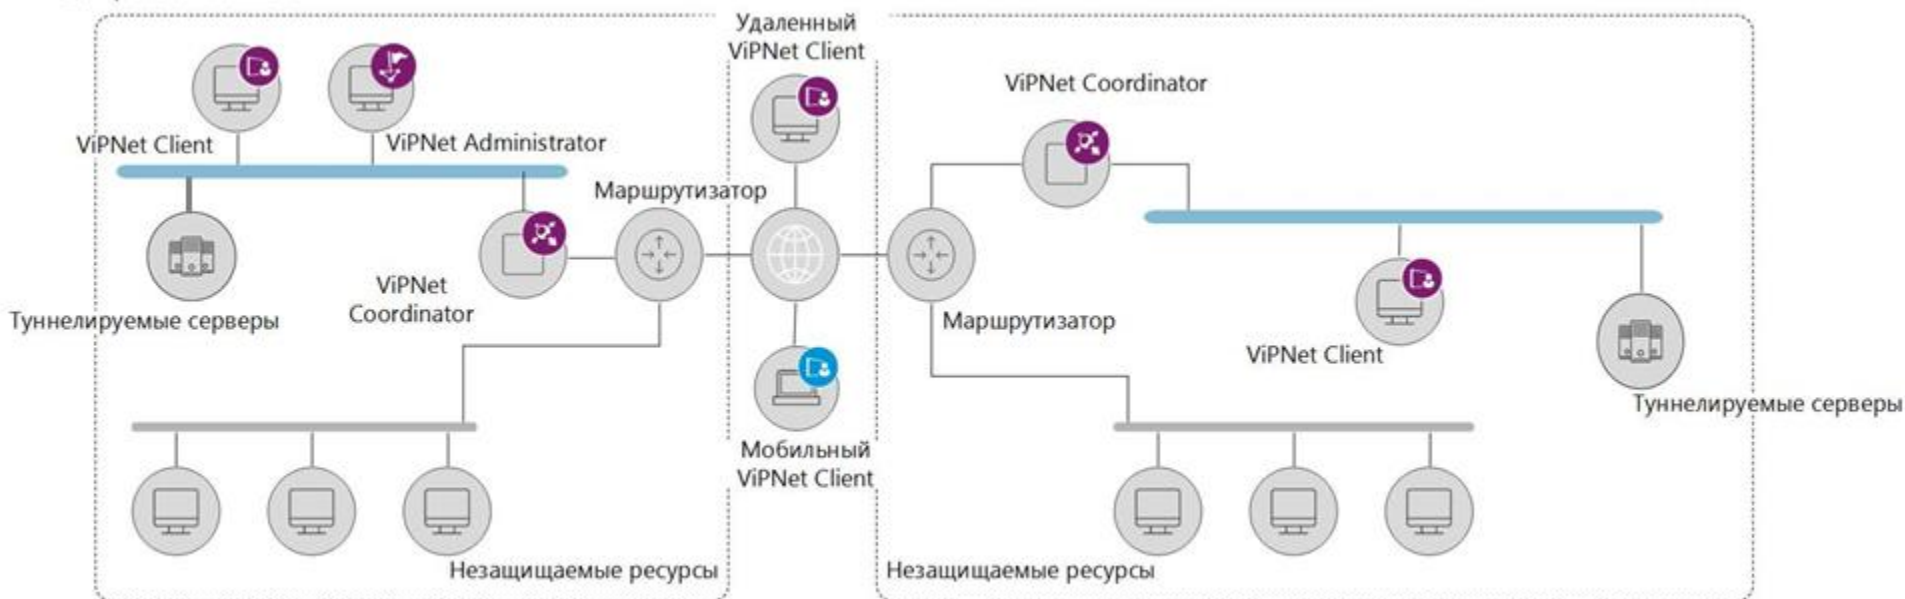 Удаленный
ViPNet Client
ViPNet Coordinator
ViPNet Client
ViPNet Administrator
Маршрутизатор
ViPNet
Coordinator
Туннелируемые серверы
Маршрутизатор
ViPNet Client
Туннелируемые серверы
Мобильный
ViPNet Client
Незащищаемые ресурсы
Незащищаемые ресурсы